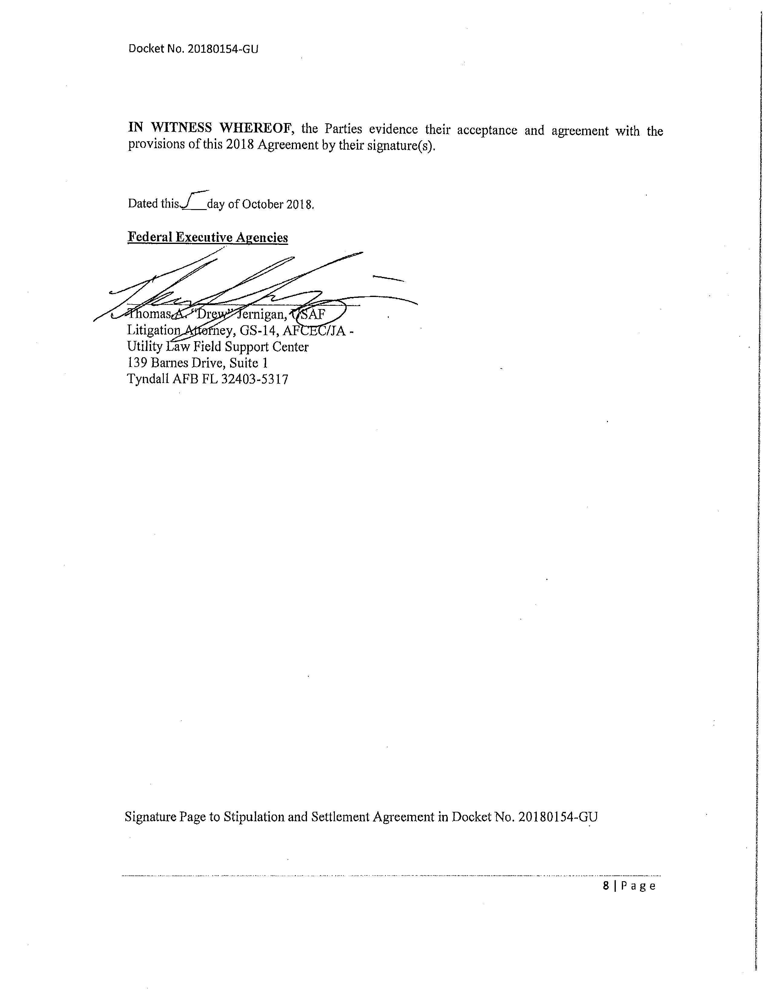 Docket No. 20180154-GU
IN WITNESS WHEREOF, the Parties evidence their acceptance and agreement with the
provisions of this 2018 Agreement by their signature(s).
Dated this 5 day of October 2018.
Federal Executive Agencies
Thomas A. "Drew" Jernigan, USAF
Litigation Attorney, GS-14, AFCEC/JA -
Utility Law Field Support Center
139 Barnes Drive, Suite 1
Tyndall AFB FL 32403-5317
Signature Page to Stipulation and Settlement Agreement in Docket No. 20180154-GU
8 | Page